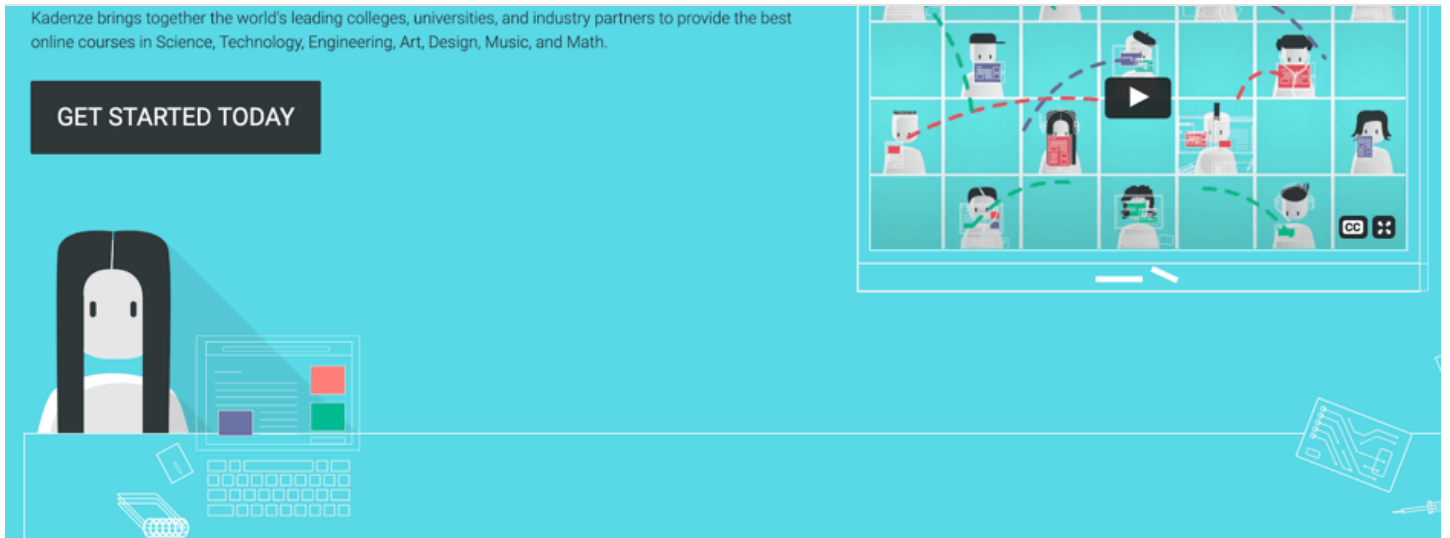 Kadenze brings together the world's leading colleges, universities, and industry partners to provide the best
online courses in Science, Technology, Engineering, Art, Design, Music, and Math.
GET STARTED TODAY
CC